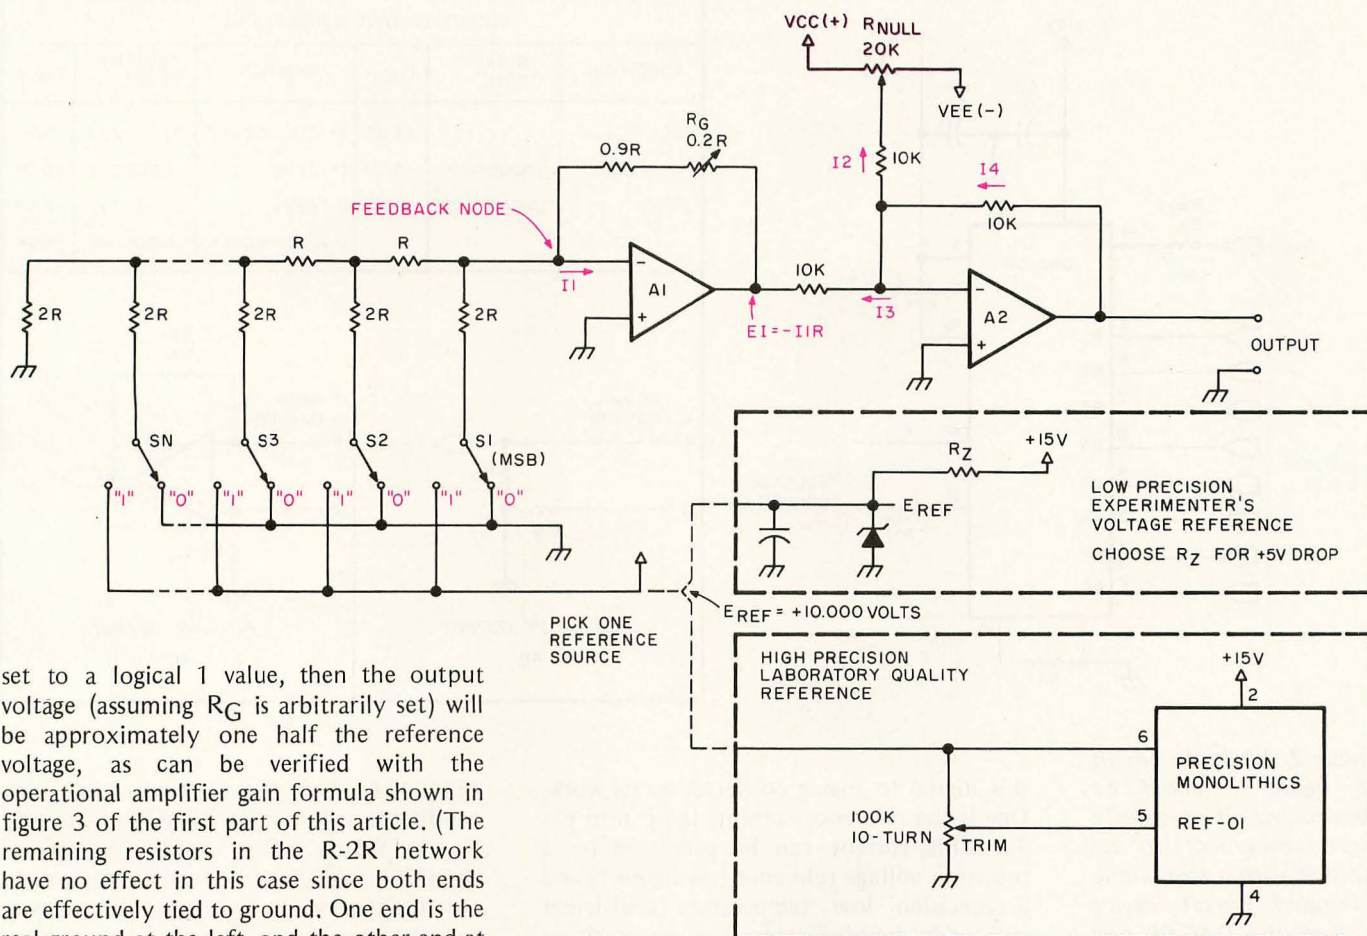 VCC(+)
R NULL
20K
VEE(-)
RG
0.2R
0.9R
I2
10K
I4
10K
FEEDBACK NODE
R
R
I1
-
A1
+
10K
I3
E1=-I1R
-
A2
+
OUTPUT
2R
2R
2R
2R
2R
SN
S3
S2
S1
(MSB)
"1"
"0"
"1"
"0"
"1"
"0"
"1"
"0"
RZ
+15V
EREF
LOW PRECISION
EXPERIMENTER'S
VOLTAGE REFERENCE
CHOOSE RZ FOR +5V DROP
EREF = +10.000 VOLTS
PICK ONE
REFERENCE
SOURCE
HIGH PRECISION
LABORATORY QUALITY
REFERENCE
+15V
2
6
PRECISION
MONOLITHICS
5
REF-01
100K
10-TURN
TRIM
4
set to a logical 1 value, then the output
voltage (assuming RG is arbitrarily set) will
be approximately one half the reference
voltage, as can be verified with the
operational amplifier gain formula shown in
figure 3 of the first part of this article. (The
remaining resistors in the R-2R network
have no effect in this case since both ends
are effectively tied to ground. One end is the